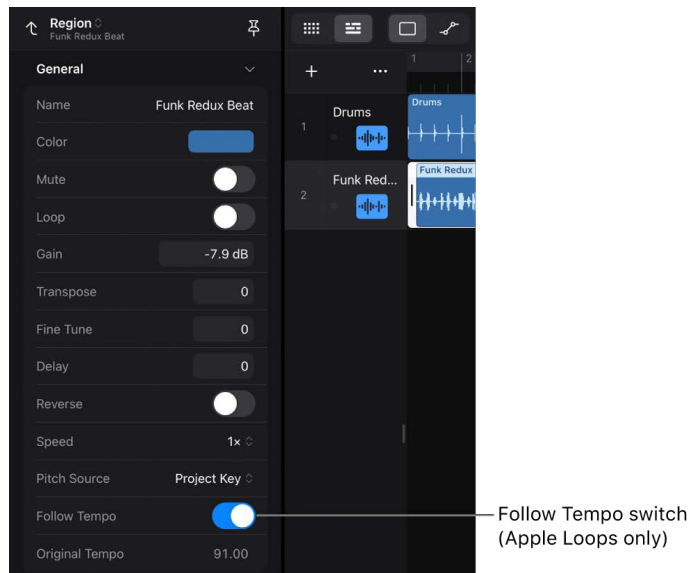 Region
Funk Redux Beat
General
Name Funk Redux Beat
Color
Mute
Loop
Gain -7.9 dB
Transpose 0
Fine Tune 0
Delay 0
Reverse
Speed 1×
Pitch Source Project Key
Follow Tempo
Original Tempo 91.00
+ ...
1 2
1 Drums
Drums
2 Funk Red...
Funk Redux
Follow Tempo switch
(Apple Loops only)